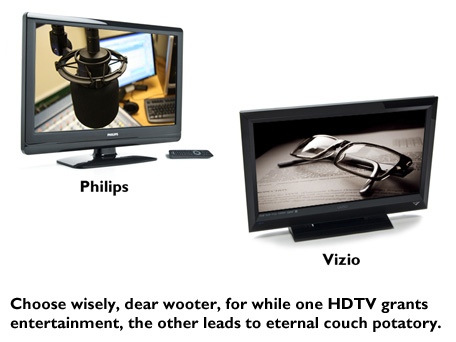 PHILIPS
Philips
Vizio
Choose wisely, dear wooter, for while one HDTV grants
entertainment, the other leads to eternal couch potatory.